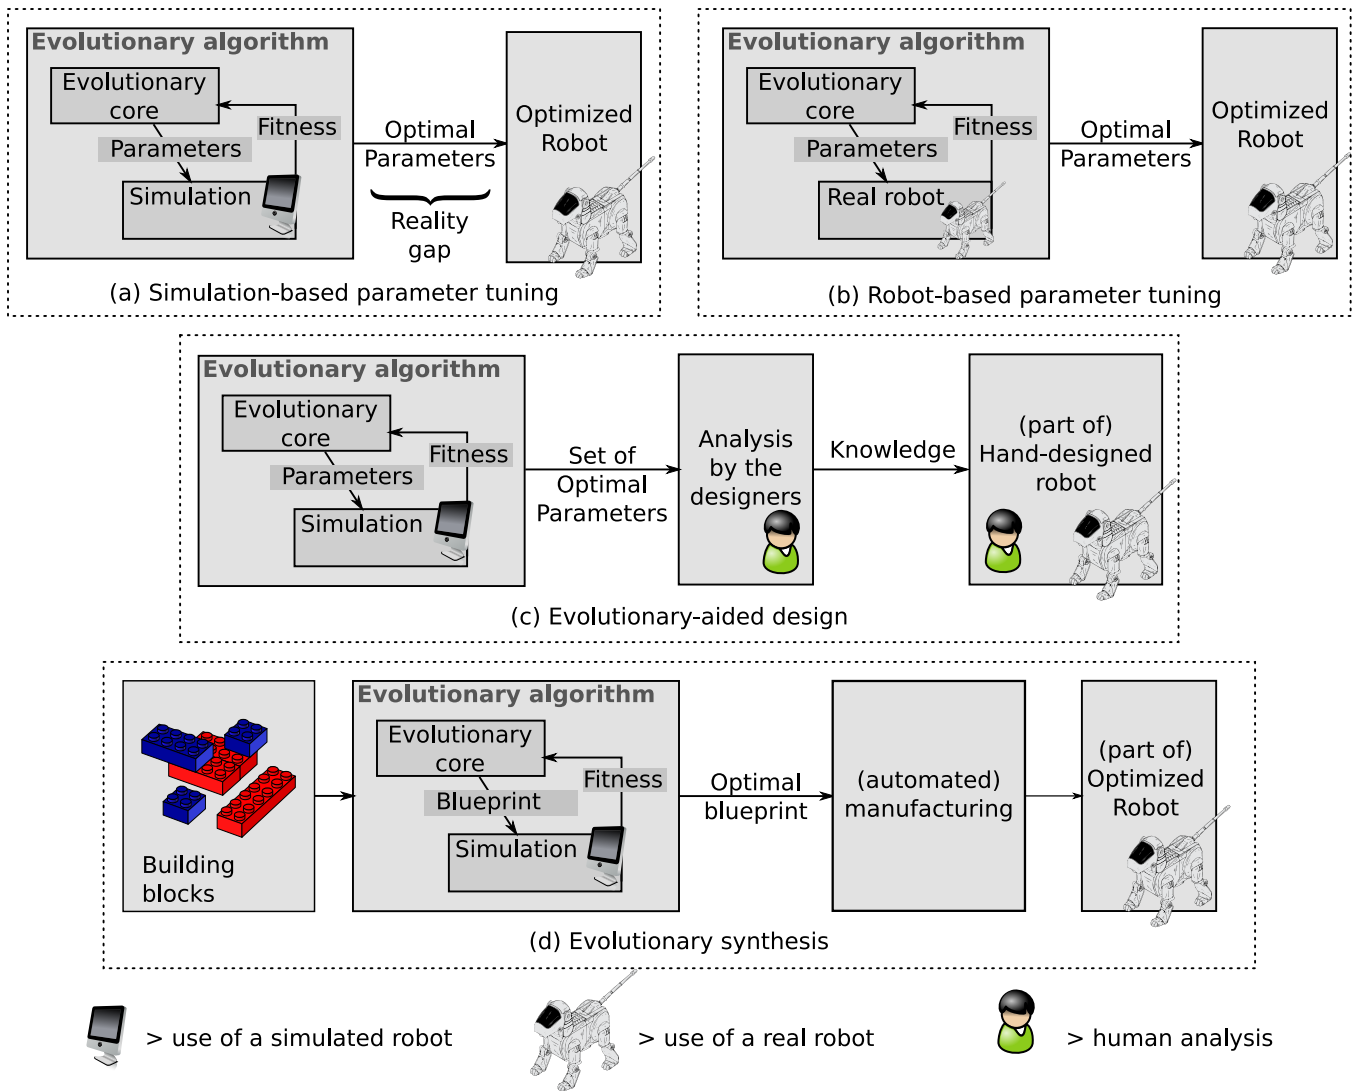 Evolutionary algorithm
Evolutionary
core
Fitness
Parameters
Simulation
Optimal
Parameters
Reality
gap
Optimized
Robot
(a) Simulation-based parameter tuning
Evolutionary algorithm
Evolutionary
core
Fitness
Parameters
Real robot
Optimal
Parameters
Optimized
Robot
(b) Robot-based parameter tuning
Evolutionary algorithm
Evolutionary
core
Fitness
Parameters
Simulation
Set of
Optimal
Parameters
Analysis
by the
designers
Knowledge
(part of)
Hand-designed
robot
(c) Evolutionary-aided design
Building
blocks
Evolutionary algorithm
Evolutionary
core
Fitness
Blueprint
Simulation
Optimal
blueprint
(automated)
manufacturing
(part of)
Optimized
Robot
(d) Evolutionary synthesis
> use of a simulated robot
> use of a real robot
> human analysis